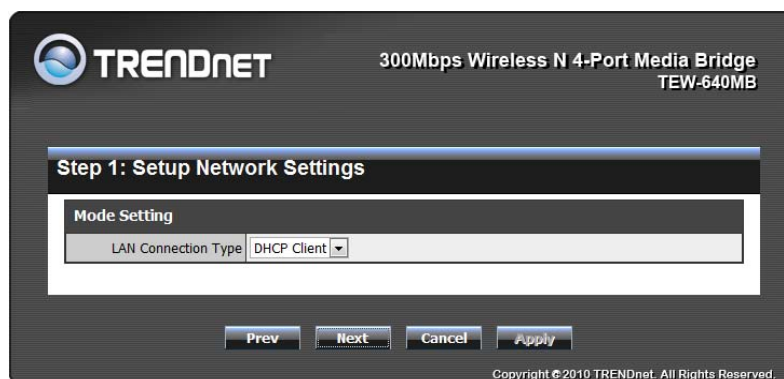 TRENDNET
300Mbps Wireless N 4-Port Media Bridge
TEW-640MB
Step 1: Setup Network Settings
Mode Setting
LAN Connection Type DHCP Client
Prev Next Cancel Apply
Copyright © 2010 TRENDnet. All Rights Reserved.